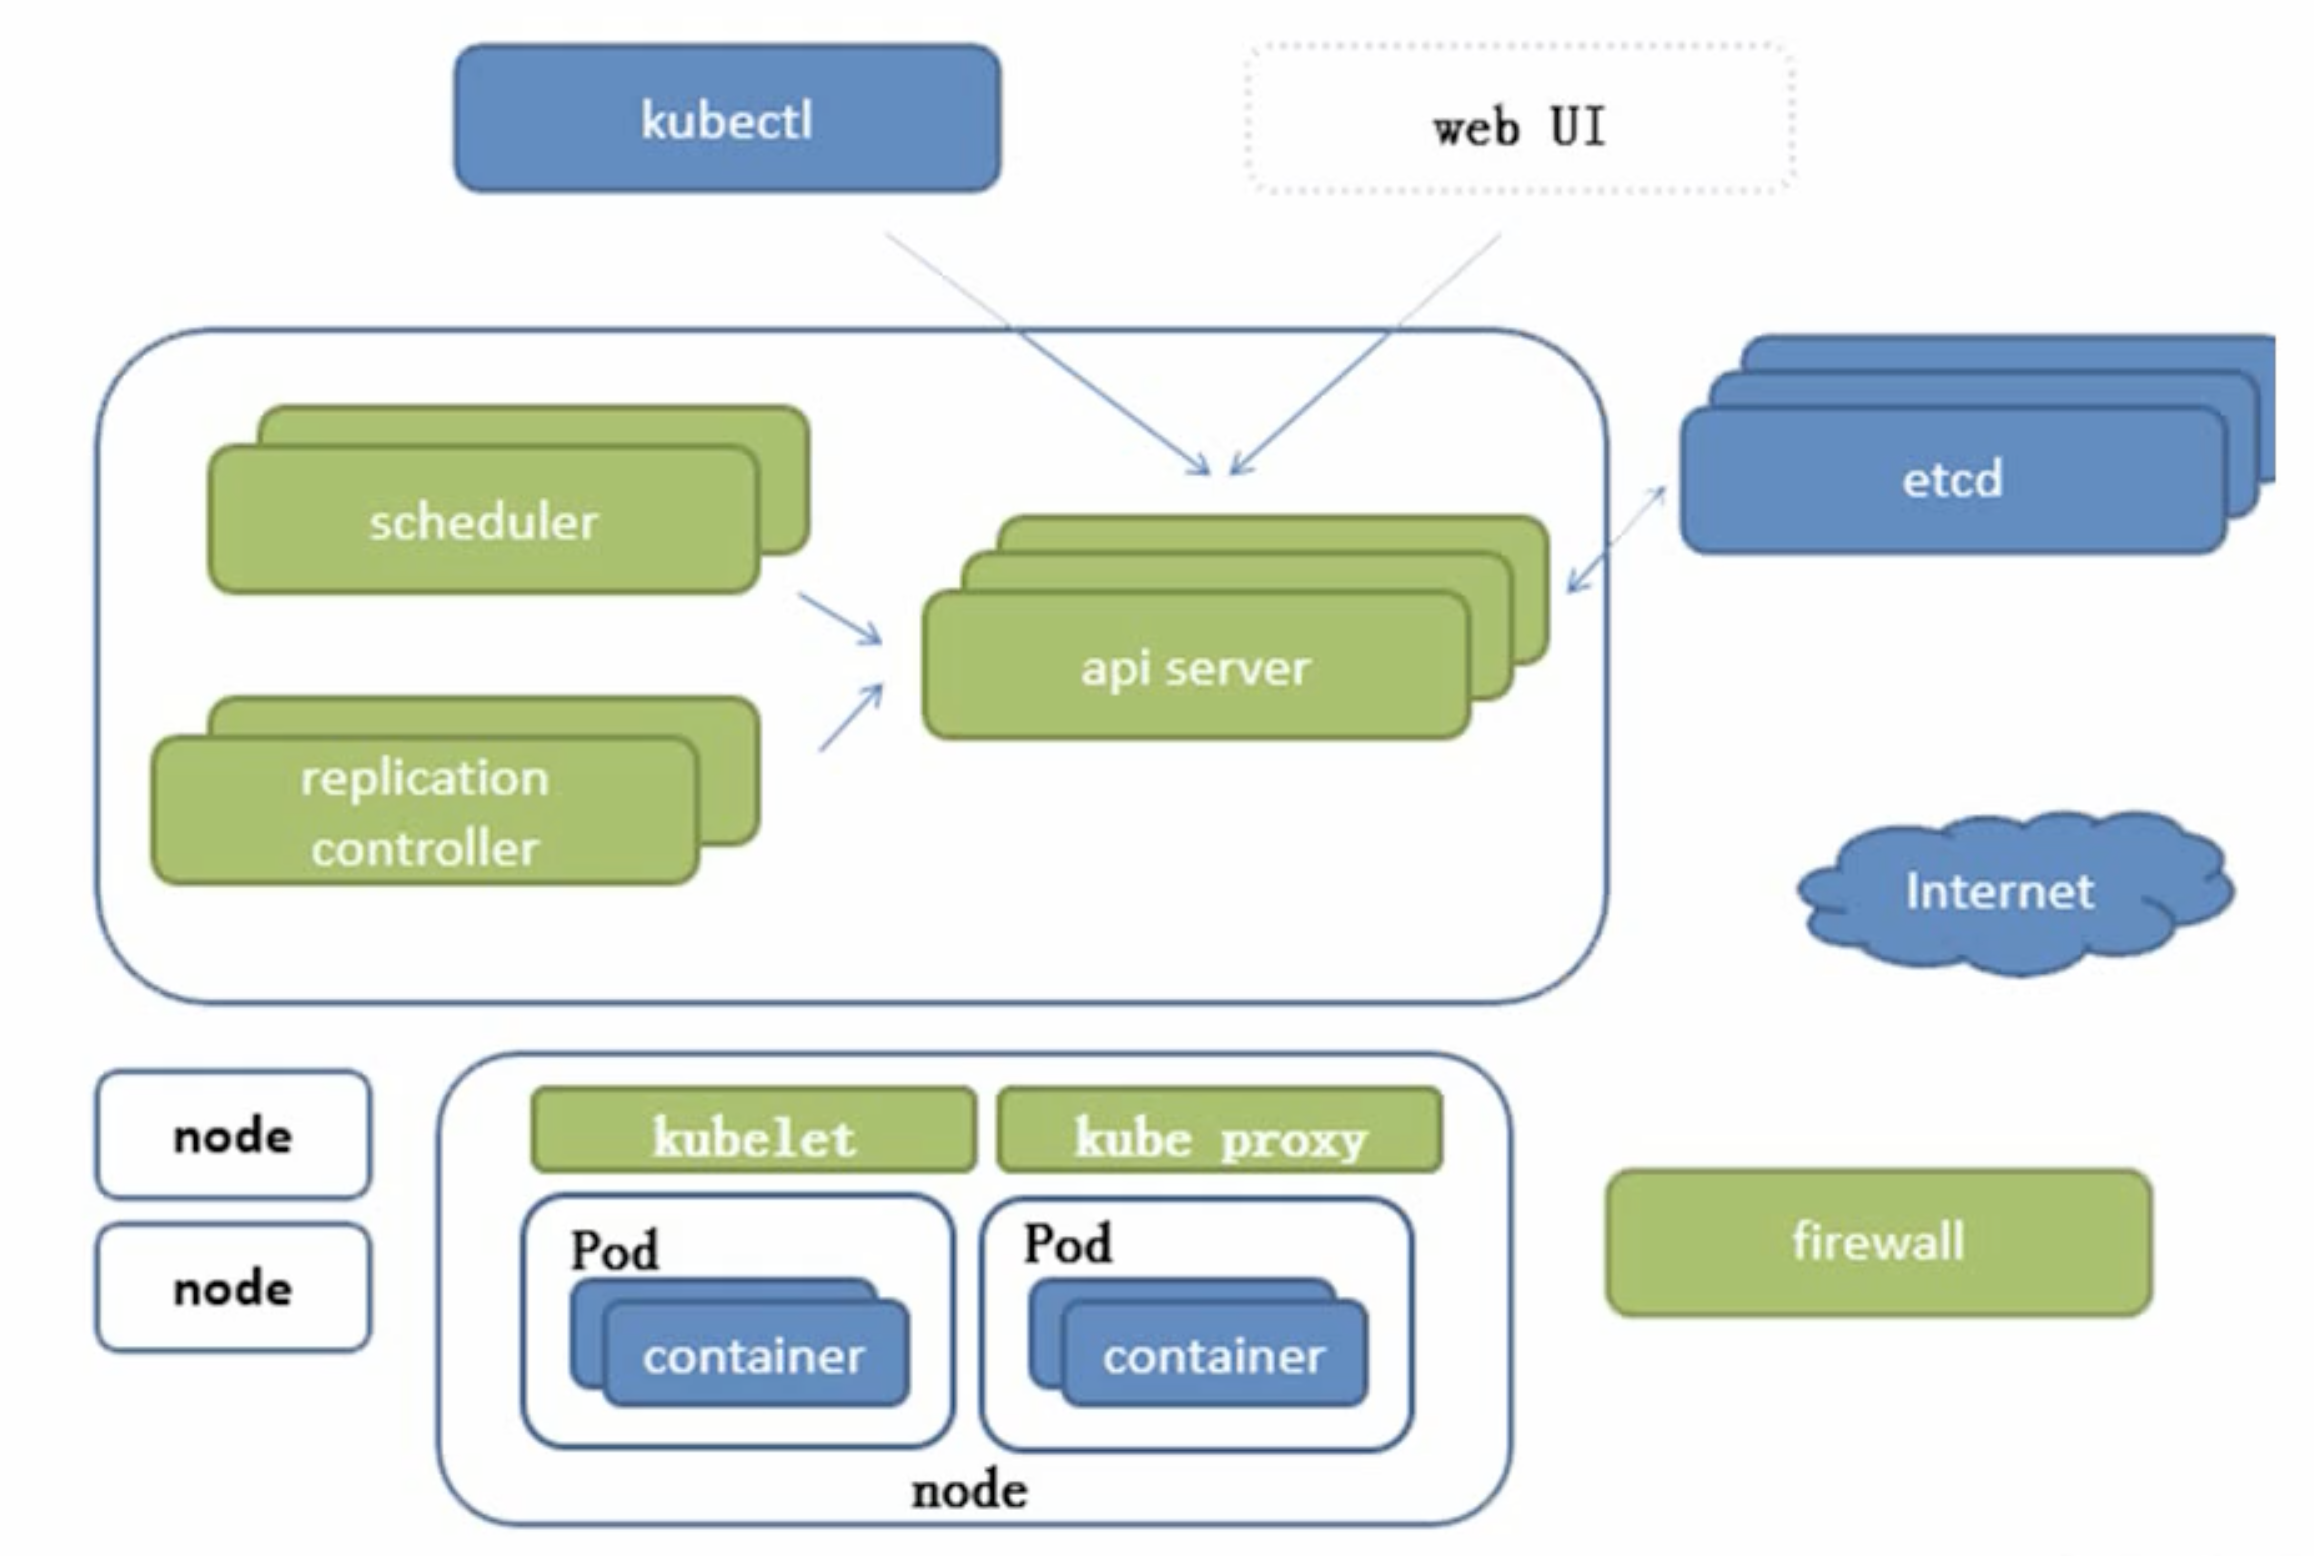 kubectl
web UI
scheduler
etcd
api server
replication
controller
Internet
node
kubelet
kube proxy
node
Pod
Pod
firewall
container
container
node